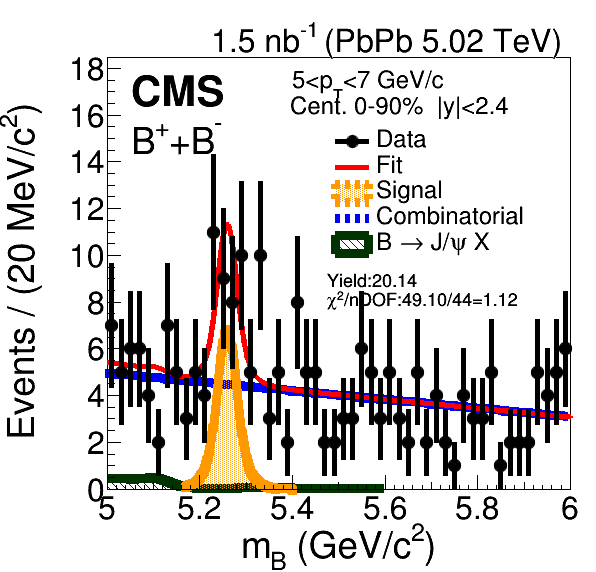 1.5 nb⁻¹ (PbPb 5.02 TeV)
CMS
B⁺+B⁻
5<p_T<7 GeV/c
Cent. 0-90% |y|<2.4
Data
Fit
Signal
Combinatorial
B → J/ψ X
Yield:20.14
χ²/nDOF:49.10/44=1.12
Events / (20 MeV/c²)
18
16
14
12
10
8
6
4
2
0
5 5.2 5.4 5.6 5.8 6
m_B (GeV/c²)